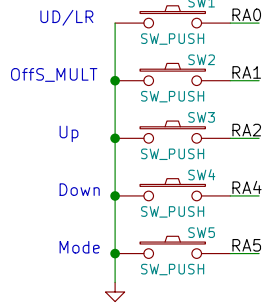 UD/LR SW1 RA0
SW_PUSH
OffS_MULT SW2 RA1
SW_PUSH
Up SW3 RA2
SW_PUSH
Down SW4 RA4
SW_PUSH
Mode SW5 RA5
SW_PUSH